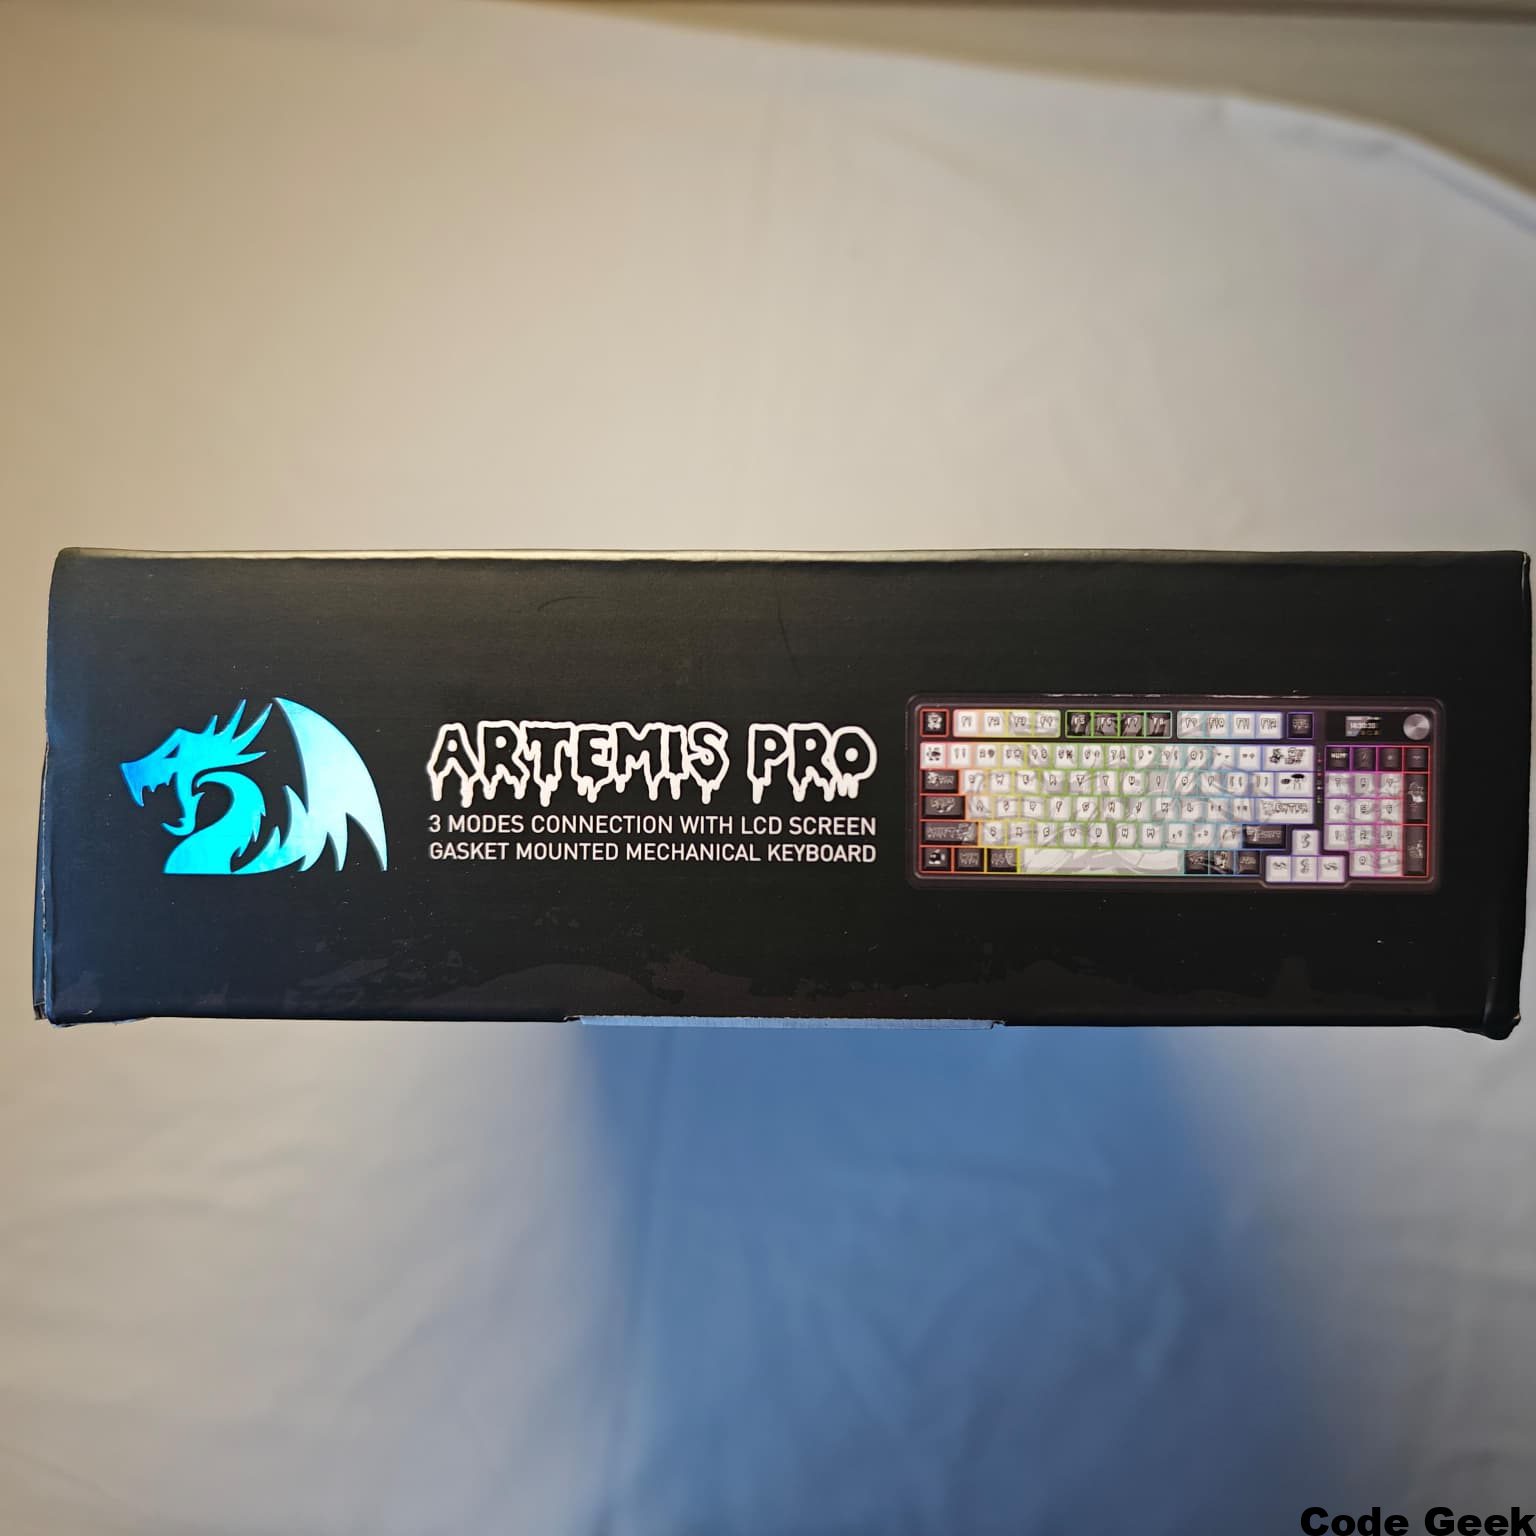 ARTEMIS PRO
3 MODES CONNECTION WITH LCD SCREEN
GASKET MOUNTED MECHANICAL KEYBOARD
Code Geek